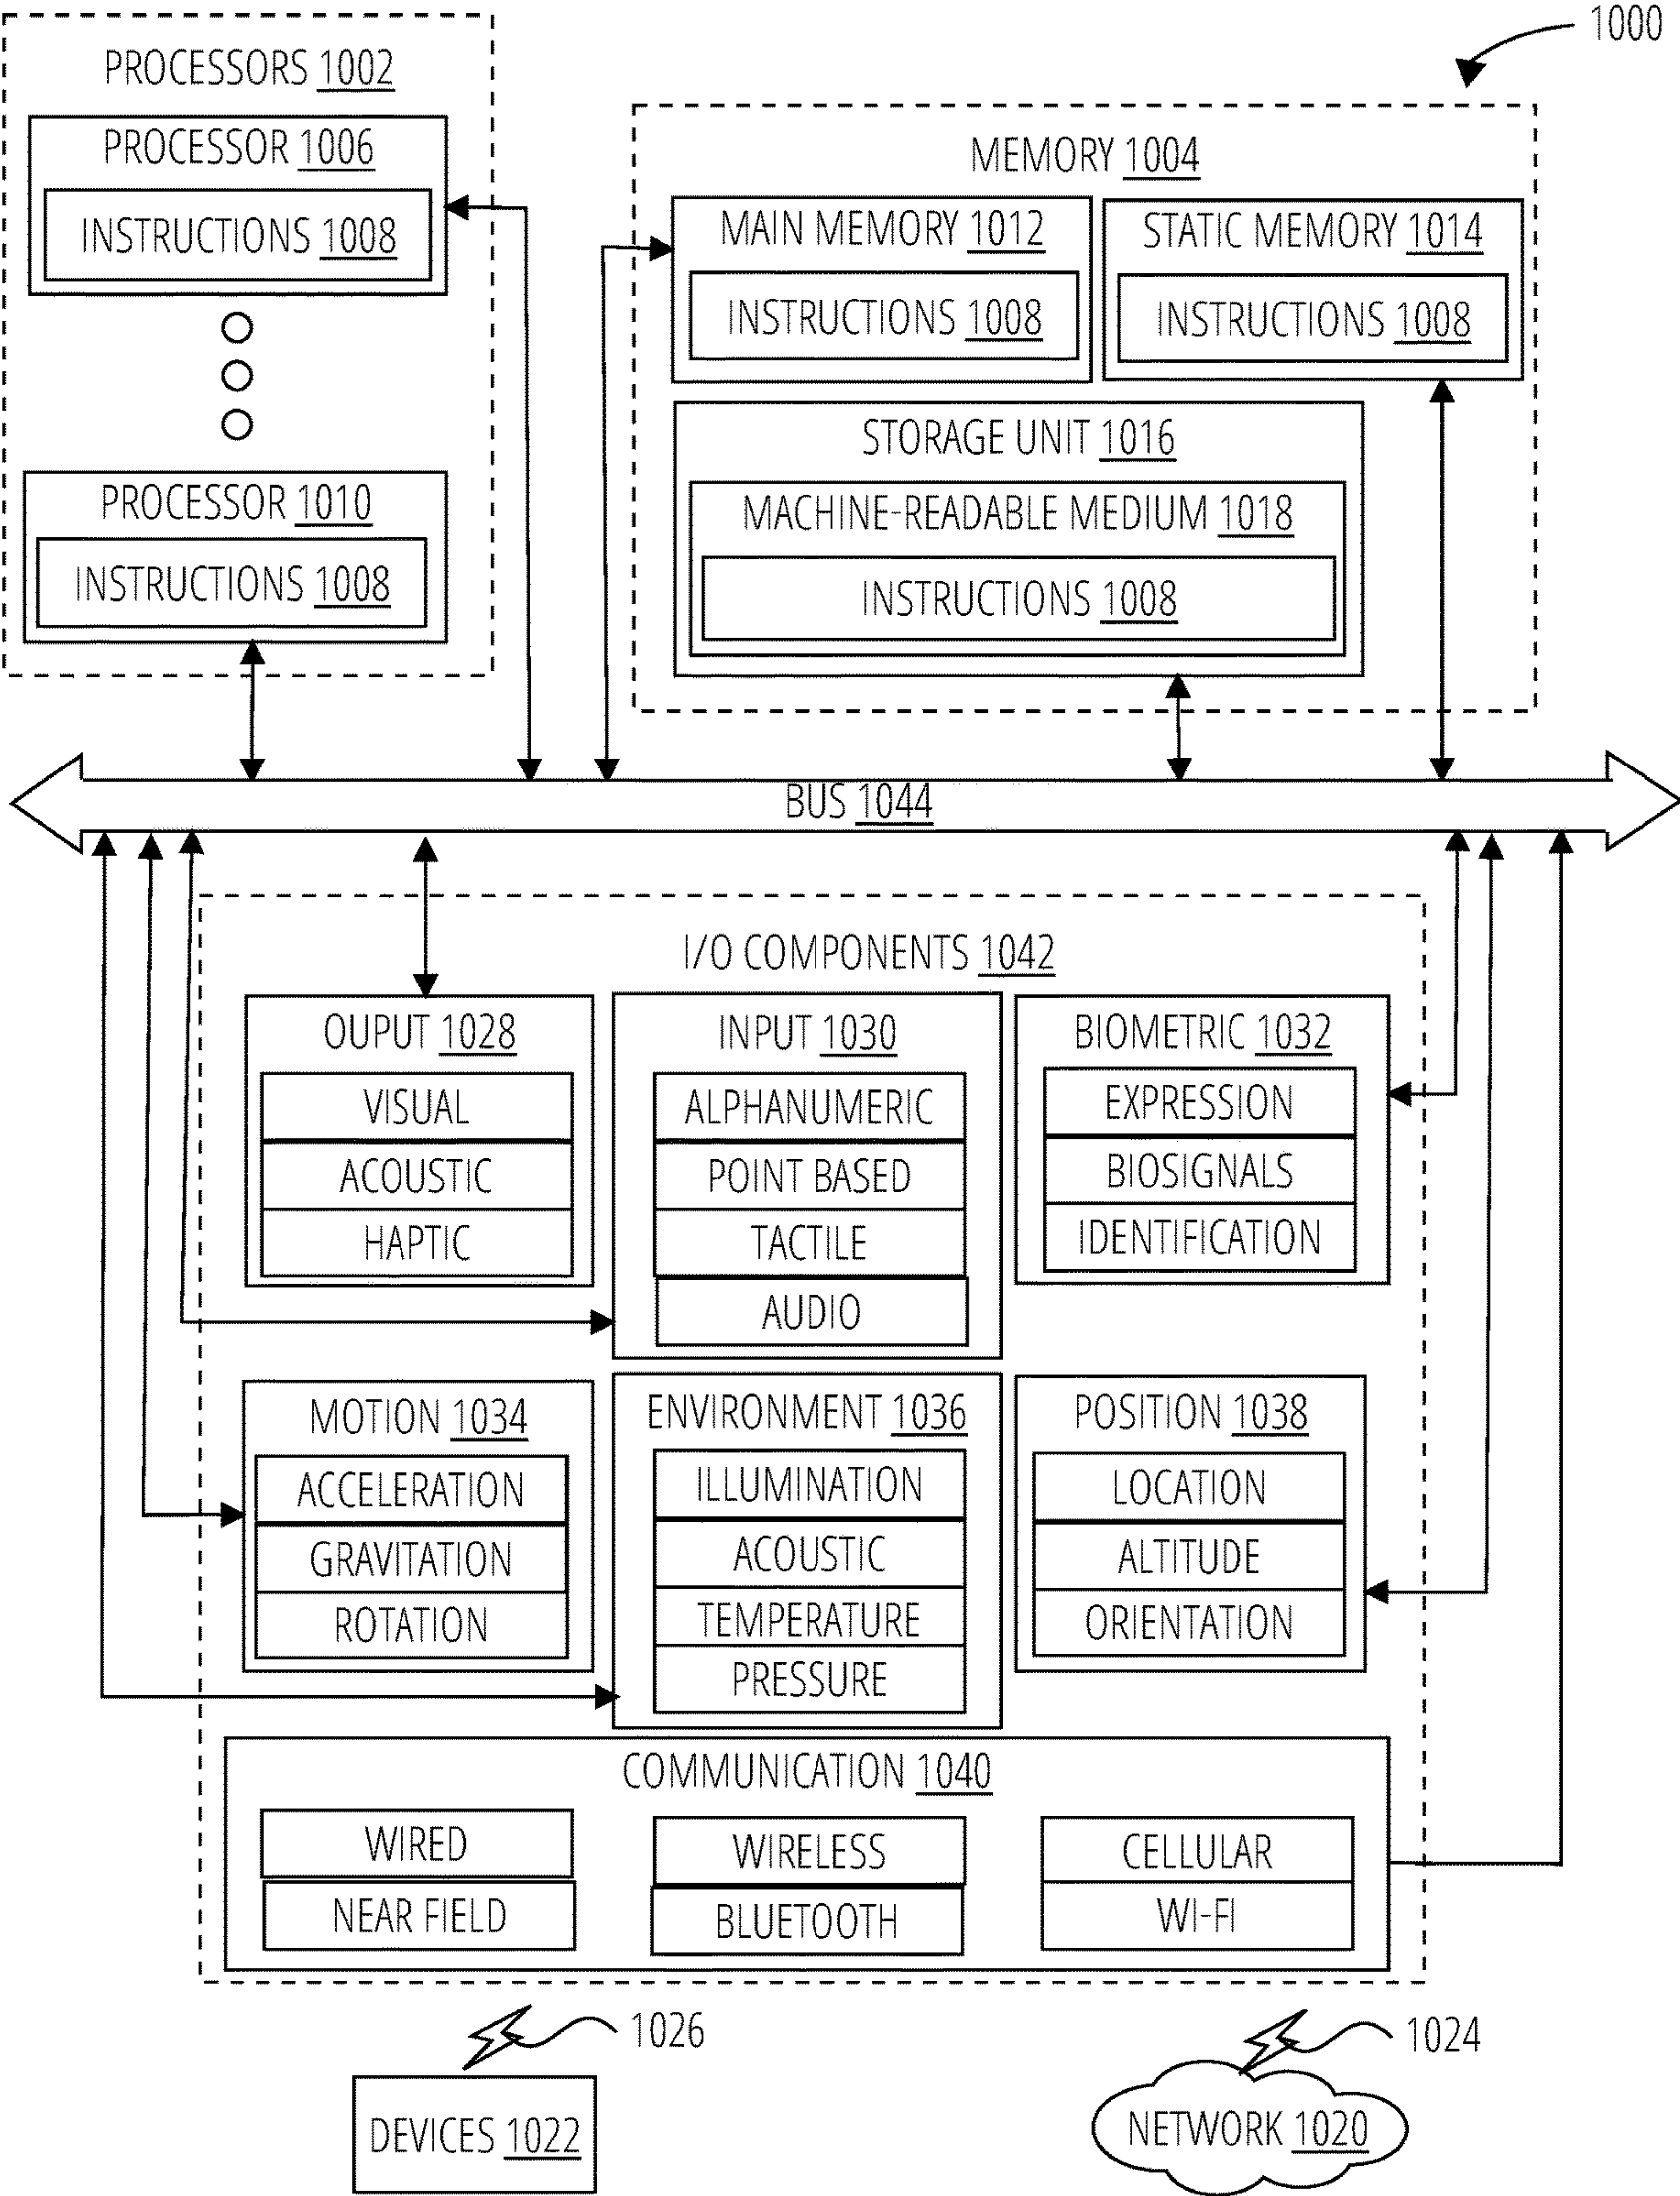 1000
PROCESSORS 1002
PROCESSOR 1006
INSTRUCTIONS 1008
PROCESSOR 1010
INSTRUCTIONS 1008
MEMORY 1004
MAIN MEMORY 1012
INSTRUCTIONS 1008
STATIC MEMORY 1014
INSTRUCTIONS 1008
STORAGE UNIT 1016
MACHINE-READABLE MEDIUM 1018
INSTRUCTIONS 1008
BUS 1044
I/O COMPONENTS 1042
OUPUT 1028
VISUAL
ACOUSTIC
HAPTIC
INPUT 1030
ALPHANUMERIC
POINT BASED
TACTILE
AUDIO
BIOMETRIC 1032
EXPRESSION
BIOSIGNALS
IDENTIFICATION
MOTION 1034
ACCELERATION
GRAVITATION
ROTATION
ENVIRONMENT 1036
ILLUMINATION
ACOUSTIC
TEMPERATURE
PRESSURE
POSITION 1038
LOCATION
ALTITUDE
ORIENTATION
COMMUNICATION 1040
WIRED
NEAR FIELD
WIRELESS
BLUETOOTH
CELLULAR
WI-FI
1026
DEVICES 1022
1024
NETWORK 1020